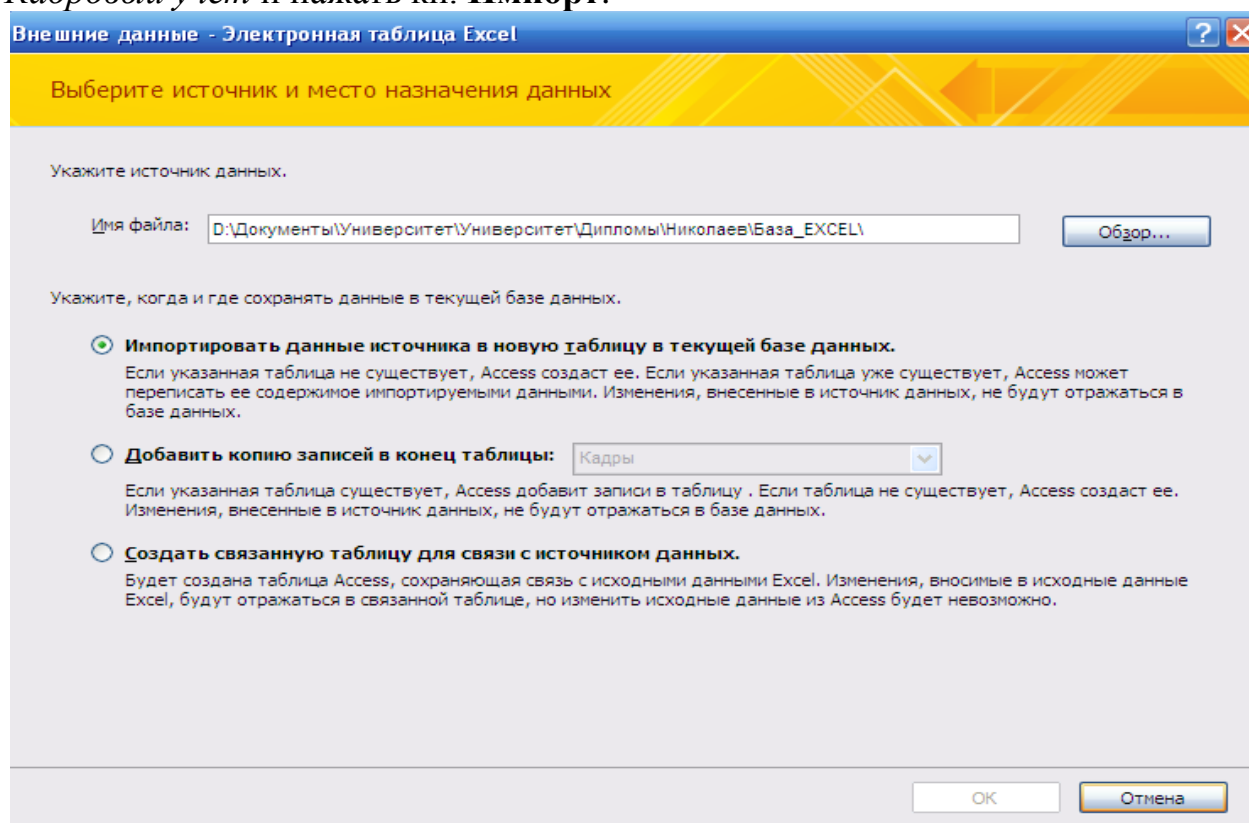 Кадровый учет и нажать кн. Импорт.
Внешние данные - Электронная таблица Excel
Выберите источник и место назначения данных
Укажите источник данных.
Имя файла: D:\Документы\Университет\Университет\Дипломы\Николаев\База_EXCEL\ Обзор...
Укажите, когда и где сохранять данные в текущей базе данных.
Импортировать данные источника в новую таблицу в текущей базе данных.
Если указанная таблица не существует, Access создаст ее. Если указанная таблица уже существует, Access может
переписать ее содержимое импортируемыми данными. Изменения, внесенные в источник данных, не будут отражаться в
базе данных.
Добавить копию записей в конец таблицы: Кадры
Если указанная таблица существует, Access добавит записи в таблицу . Если таблица не существует, Access создаст ее.
Изменения, внесенные в источник данных, не будут отражаться в базе данных.
Создать связанную таблицу для связи с источником данных.
Будет создана таблица Access, сохраняющая связь с исходными данными Excel. Изменения, вносимые в исходные данные
Excel, будут отражаться в связанной таблице, но изменить исходные данные из Access будет невозможно.
OK Отмена